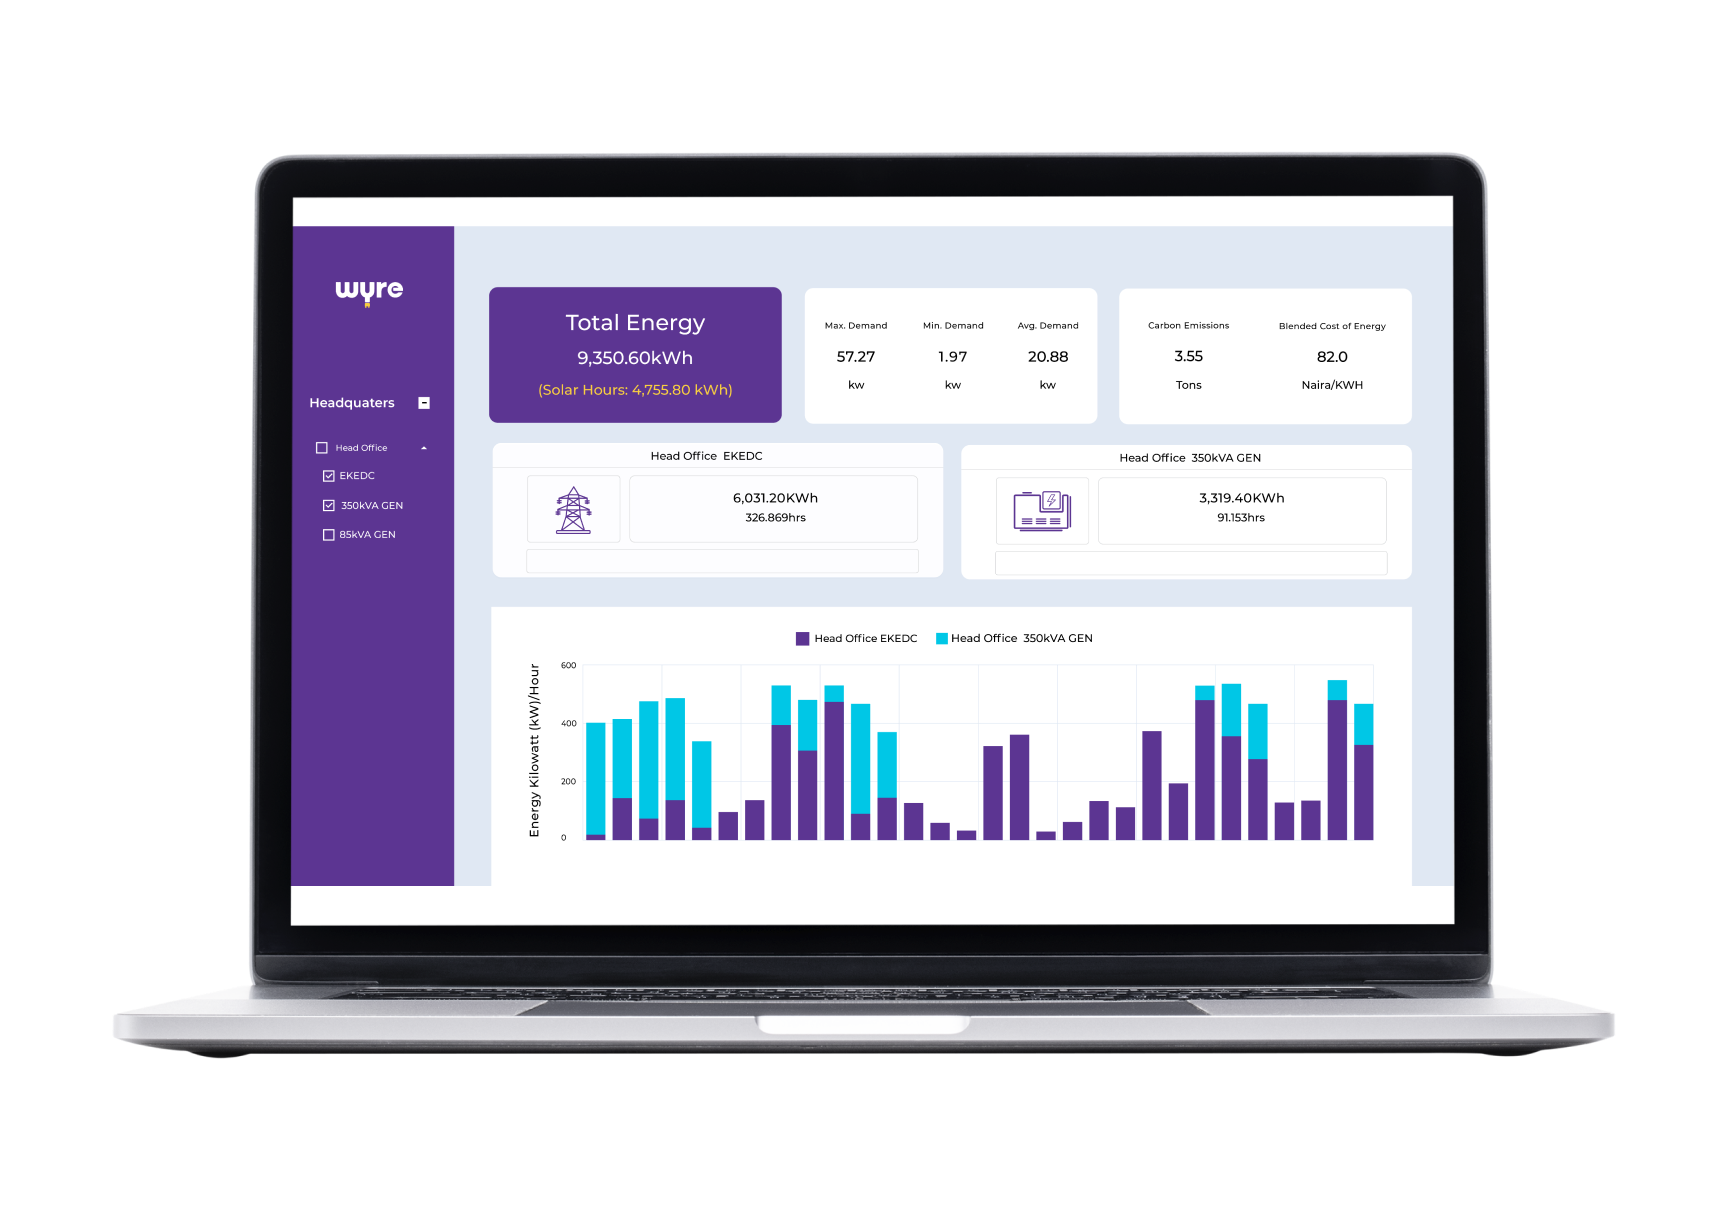 wyre
Headquaters
Head Office
EKEDC
350kVA GEN
85kVA GEN
Total Energy
9,350.60kWh
(Solar Hours: 4,755.80 kWh)
Max. Demand
57.27
kw
Min. Demand
1.97
kw
Avg. Demand
20.88
kw
Carbon Emissions
3.55
Tons
Blended Cost of Energy
82.0
Naira/KWH
Head Office EKEDC
6,031.20KWh
326.869hrs
Head Office 350kVA GEN
3,319.40KWh
91.153hrs
Head Office EKEDC
Head Office 350kVA GEN
Energy Kilowatt (kW)/Hour
600
400
200
0